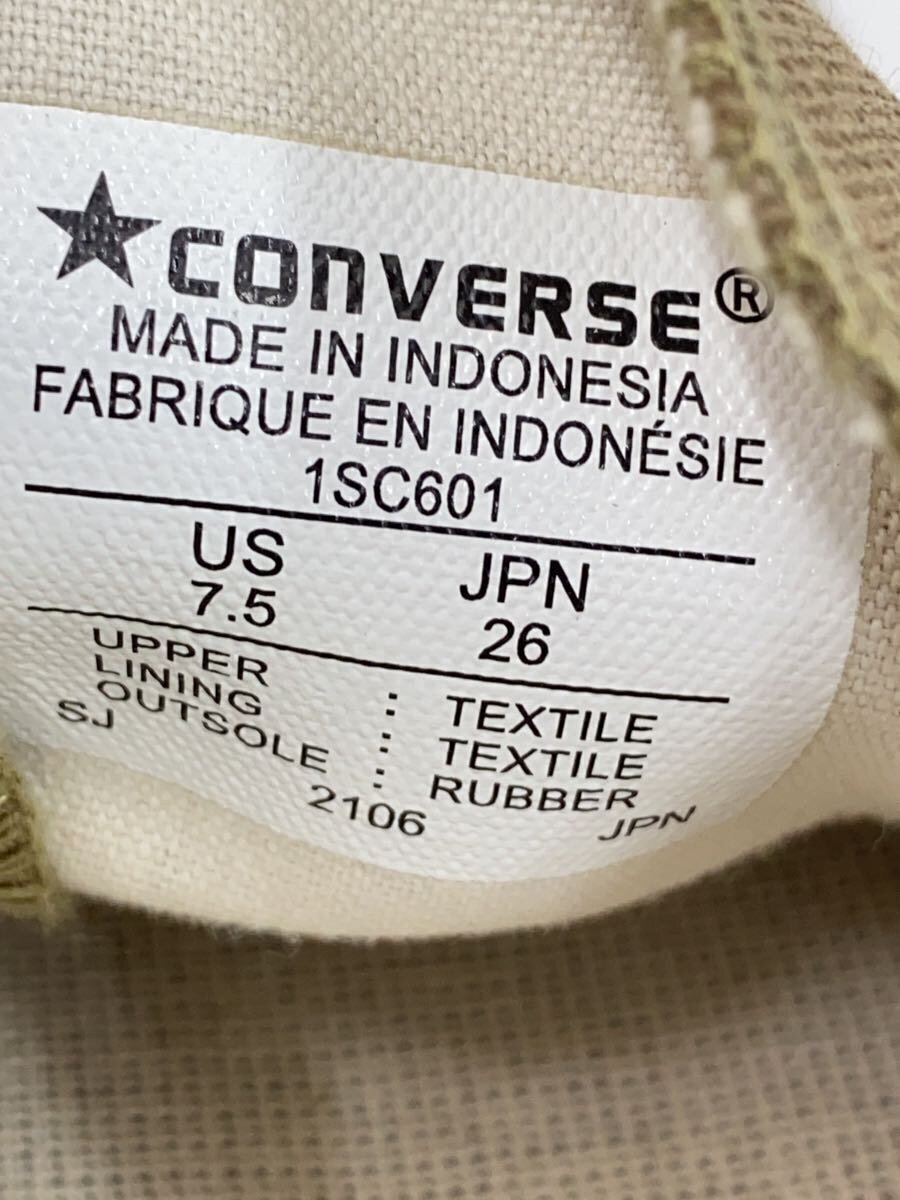 ★CONVERSE®
MADE IN INDONESIA
FABRIQUE EN INDONÉSIE
1SC601
US JPN
7.5 26
UPPER : TEXTILE
LINING : TEXTILE
OUTSOLE : RUBBER
SJ 2106 JPN